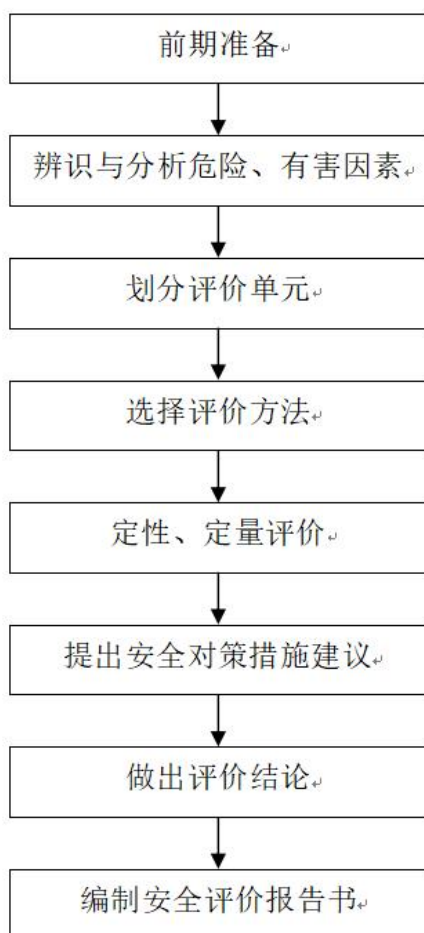 前期准备
辨识与分析危险、有害因素
划分评价单元
选择评价方法
定性、定量评价
提出安全对策措施建议
做出评价结论
编制安全评价报告书